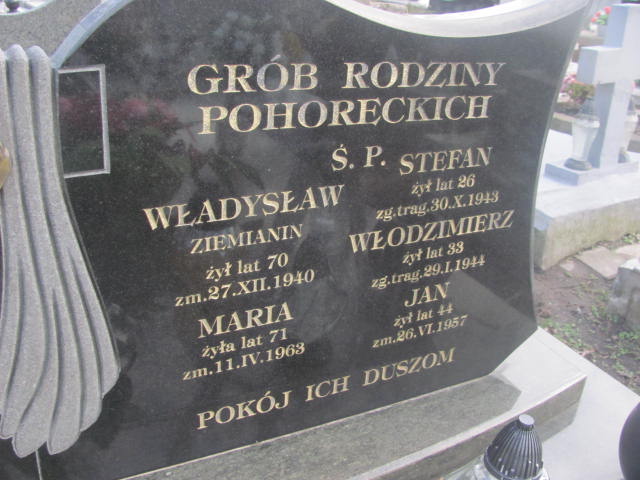 GRÓB RODZINY
POHORECKICH
Ś. P.
WŁADYSŁAW
ZIEMIANIN
żył lat 70
zm.27.XII.1940
MARIA
żyła lat 71
zm.11.IV.1963
STEFAN
żył lat 26
zg.trag.30.X.1943
WŁODZIMIERZ
żył lat 33
zg.trag.29.I.1944
JAN
żył lat 44
zm.26.VI.1957
POKÓJ ICH DUSZOM